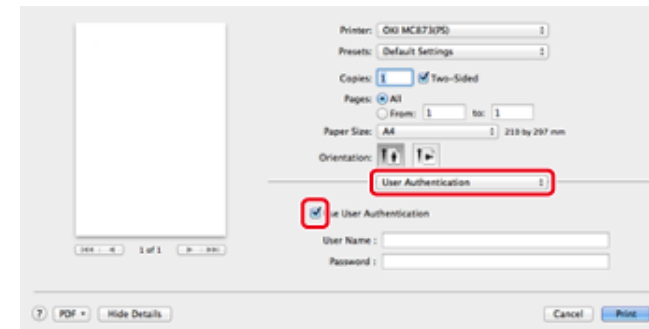 Printer: OKI MC873(PS)
Presets: Default Settings
Copies: 1 Two-Sided
Pages: All
From: 1 to: 1
Paper Size: A4 210 by 297 mm
Orientation:
User Authentication
Use User Authentication
User Name :
Password :
1 of 1
? PDF Hide Details Cancel Print